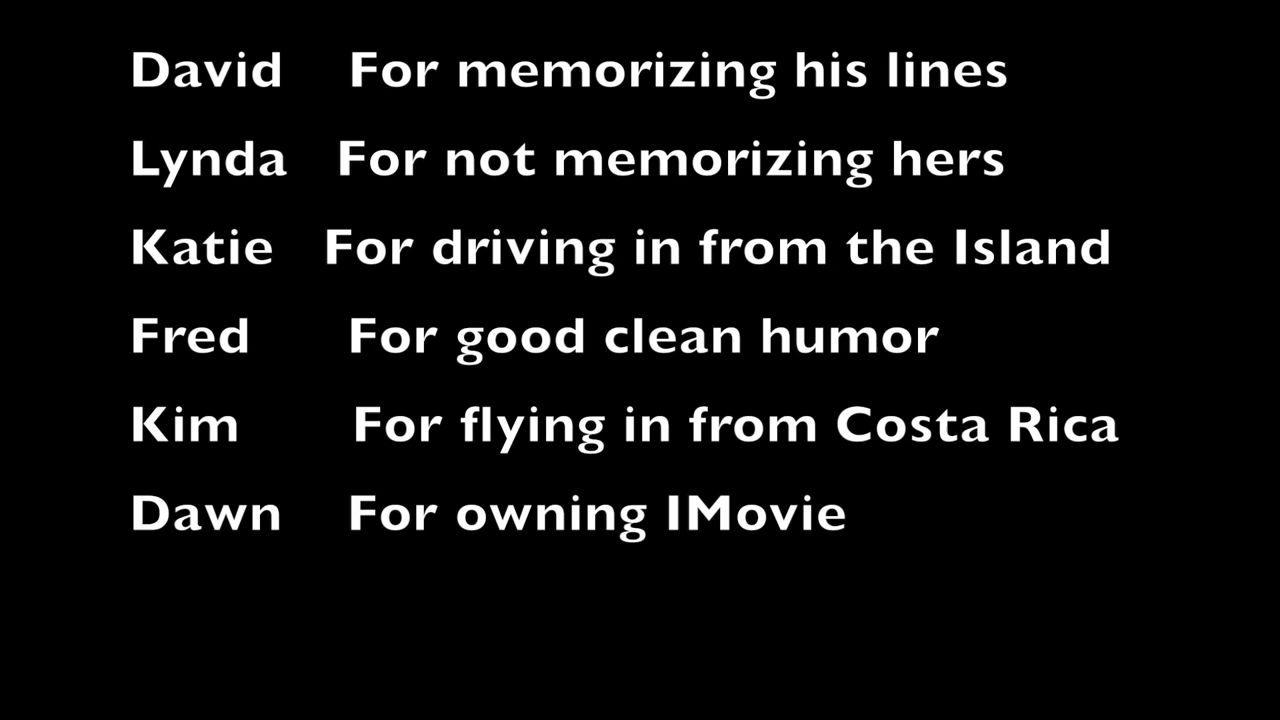 David For memorizing his lines
Lynda For not memorizing hers
Katie For driving in from the Island
Fred For good clean humor
Kim For flying in from Costa Rica
Dawn For owning IMovie